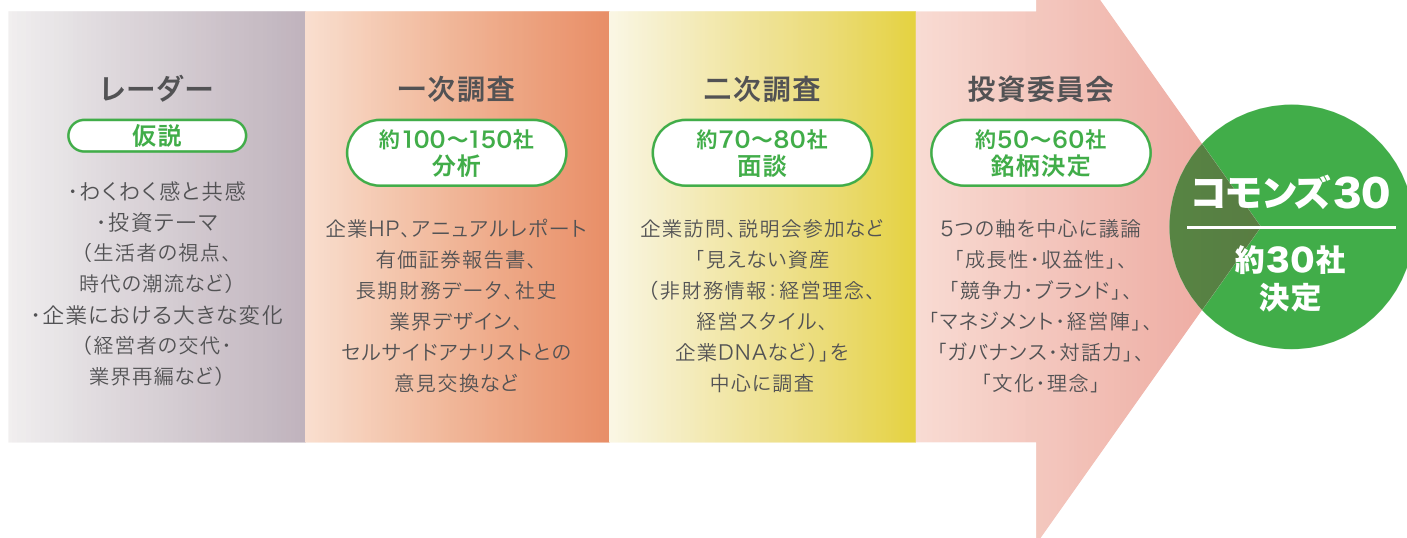 レーダー
仮説
・わくわく感と共感
・投資テーマ
（生活者の視点、
時代の潮流など）
・企業における大きな変化
（経営者の交代・
業界再編など）
一次調査
約100〜150社
分析
企業HP、アニュアルレポート
有価証券報告書、
長期財務データ、社史
業界デザイン、
セルサイドアナリストとの
意見交換など
二次調査
約70〜80社
面談
企業訪問、説明会参加など
「見えない資産
（非財務情報：経営理念、
経営スタイル、
企業DNAなど）」を
中心に調査
投資委員会
約50〜60社
銘柄決定
5つの軸を中心に議論
「成長性・収益性」、
「競争力・ブランド」、
「マネジメント・経営陣」、
「ガバナンス・対話力」、
「文化・理念」
コモンズ30
約30社
決定